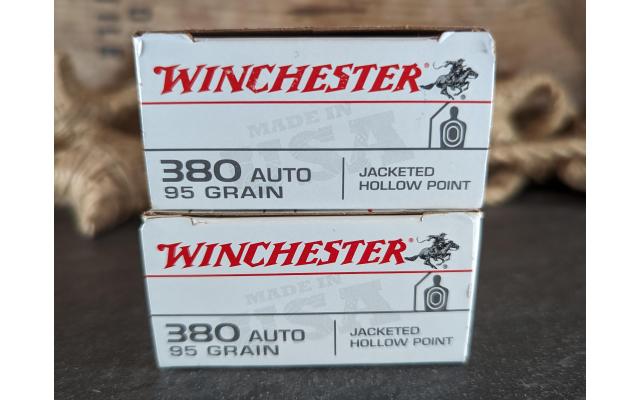 WINCHESTER
MADE IN
USA
380 AUTO
95 GRAIN
JACKETED
HOLLOW POINT
WINCHESTER
MADE IN
USA
380 AUTO
95 GRAIN
JACKETED
HOLLOW POINT